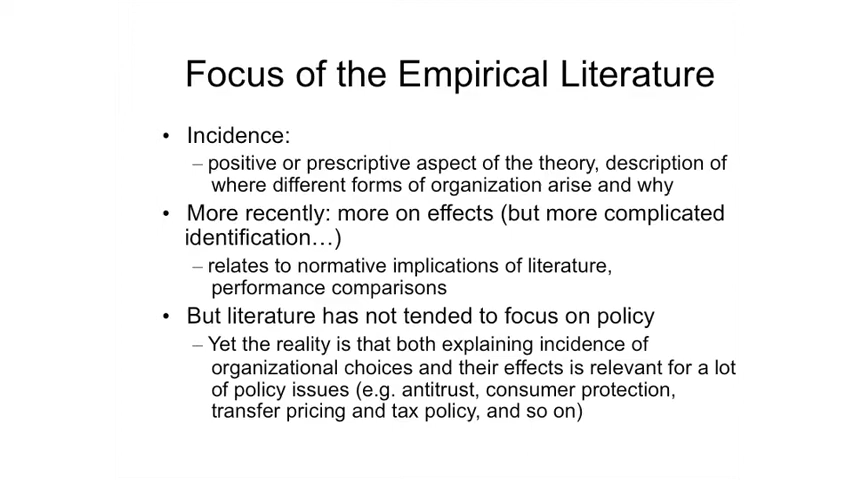 Focus of the Empirical Literature
• Incidence:
– positive or prescriptive aspect of the theory, description of
where different forms of organization arise and why
• More recently: more on effects (but more complicated
identification…)
– relates to normative implications of literature,
performance comparisons
• But literature has not tended to focus on policy
– Yet the reality is that both explaining incidence of
organizational choices and their effects is relevant for a lot
of policy issues (e.g. antitrust, consumer protection,
transfer pricing and tax policy, and so on)